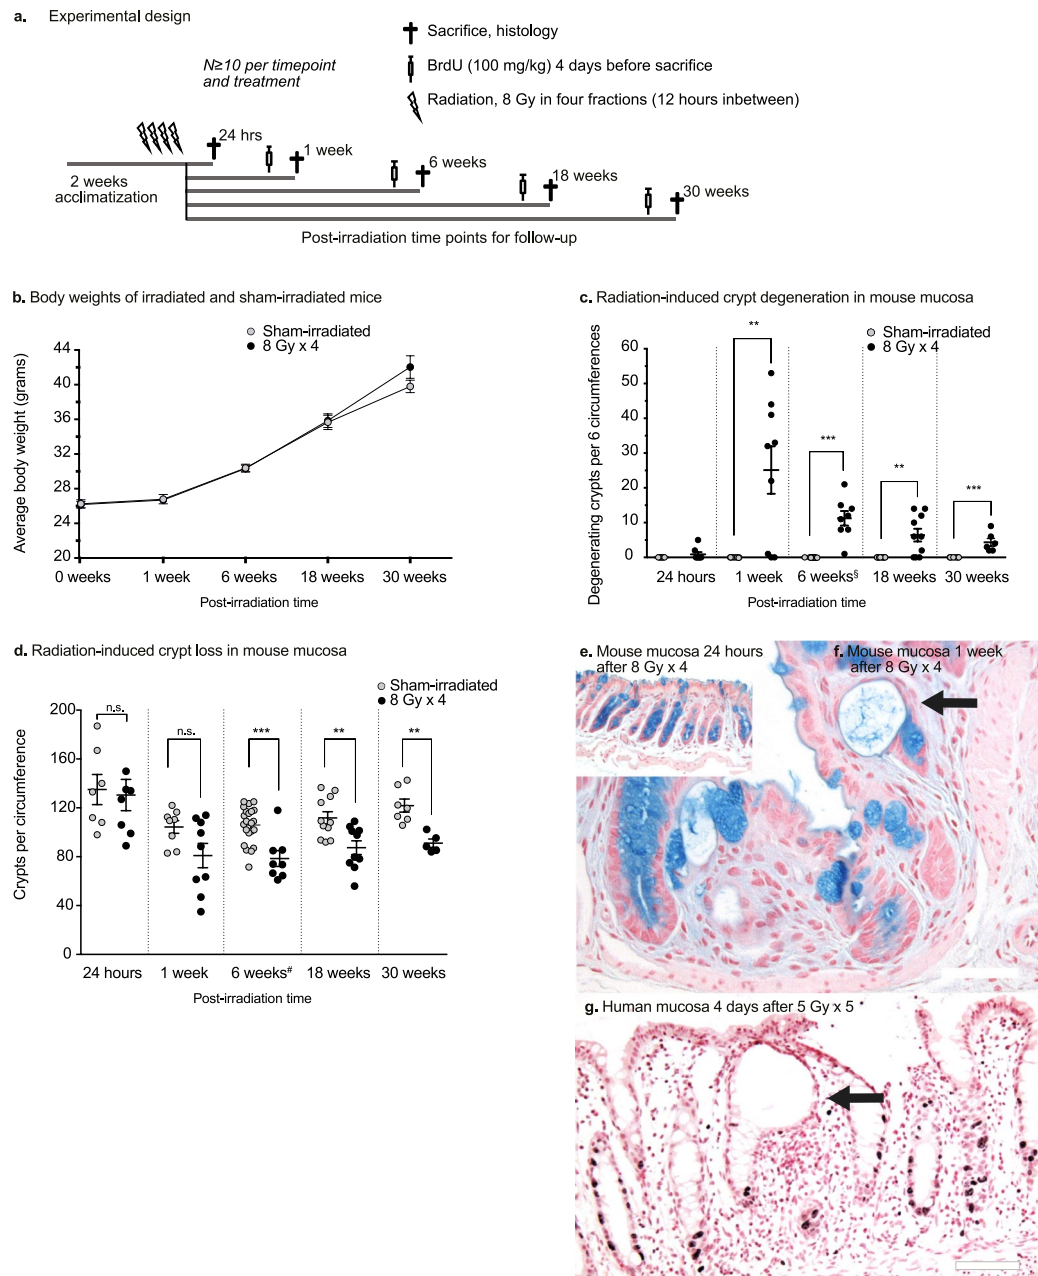 a. Experimental design
Sacrifice, histology
N≥10 per timepoint
and treatment
BrdU (100 mg/kg) 4 days before sacrifice
Radiation, 8 Gy in four fractions (12 hours inbetween)
24 hrs
1 week
6 weeks
18 weeks
30 weeks
2 weeks
acclimatization
Post-irradiation time points for follow-up
b. Body weights of irradiated and sham-irradiated mice
Sham-irradiated
8 Gy x 4
Average body weight (grams)
44
40
36
32
28
24
20
0 weeks
1 week
6 weeks
18 weeks
30 weeks
Post-irradiation time
c. Radiation-induced crypt degeneration in mouse mucosa
Sham-irradiated
8 Gy x 4
Degenerating crypts per 6 circumferences
60
50
40
30
20
10
0
**
***
**
***
24 hours
1 week
6 weeks§
18 weeks
30 weeks
Post-irradiation time
d. Radiation-induced crypt loss in mouse mucosa
Sham-irradiated
8 Gy x 4
Crypts per circumference
200
160
120
80
40
0
n.s.
n.s.
***
**
**
24 hours
1 week
6 weeks#
18 weeks
30 weeks
Post-irradiation time
e. Mouse mucosa 24 hours
after 8 Gy x 4
f. Mouse mucosa 1 week
after 8 Gy x 4
g. Human mucosa 4 days after 5 Gy x 5